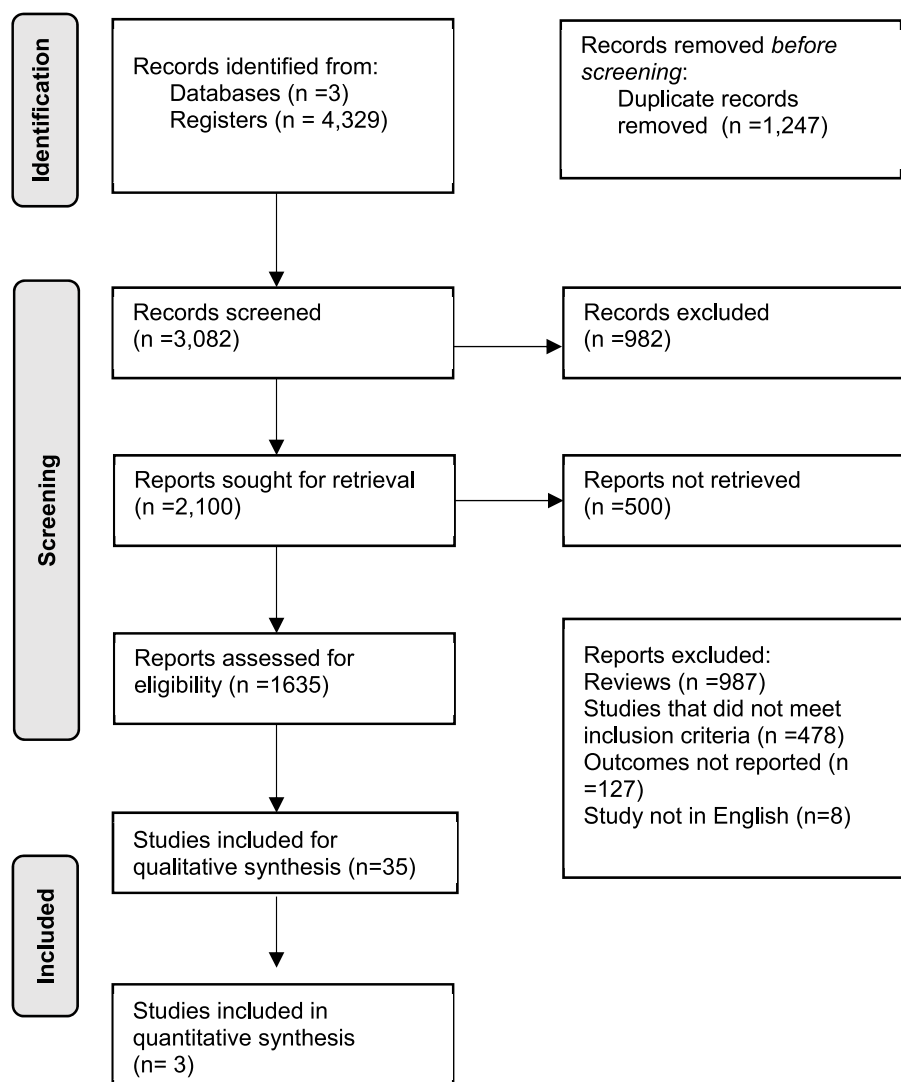 Identification
Records identified from:
Databases (n =3)
Registers (n = 4,329)
Records removed before
screening:
Duplicate records
removed  (n =1,247)
Screening
Records screened
(n =3,082)
Records excluded
(n =982)
Reports sought for retrieval
(n =2,100)
Reports not retrieved
(n =500)
Reports assessed for
eligibility (n =1635)
Reports excluded:
Reviews (n =987)
Studies that did not meet
inclusion criteria (n =478)
Outcomes not reported (n
=127)
Study not in English (n=8)
Included
Studies included for
qualitative synthesis (n=35)
Studies included in
quantitative synthesis
(n= 3)